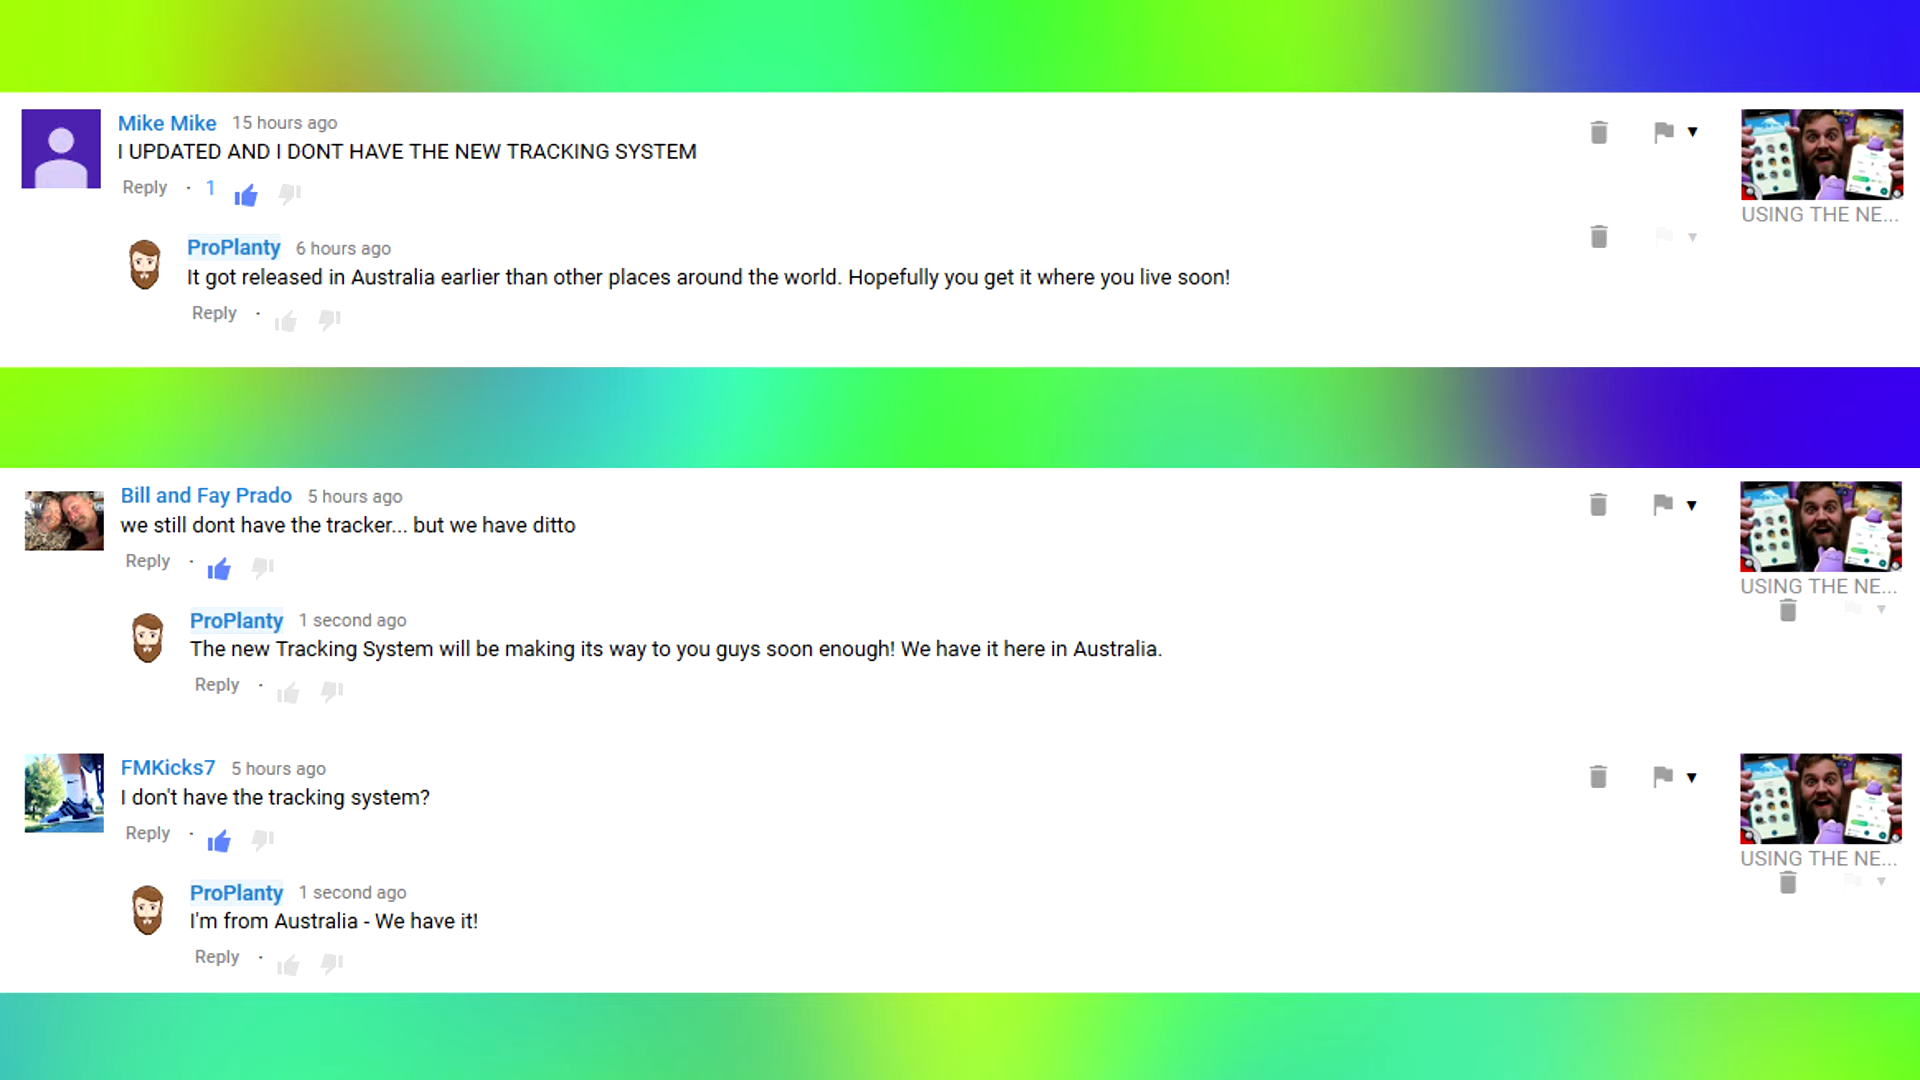 Mike Mike 15 hours ago
I UPDATED AND I DONT HAVE THE NEW TRACKING SYSTEM
Reply · 1
USING THE NE...
ProPlanty 6 hours ago
It got released in Australia earlier than other places around the world. Hopefully you get it where you live soon!
Reply ·
Bill and Fay Prado 5 hours ago
we still dont have the tracker... but we have ditto
Reply ·
USING THE NE...
ProPlanty 1 second ago
The new Tracking System will be making its way to you guys soon enough! We have it here in Australia.
Reply ·
FMKicks7 5 hours ago
I don't have the tracking system?
Reply ·
USING THE NE...
ProPlanty 1 second ago
I'm from Australia - We have it!
Reply ·